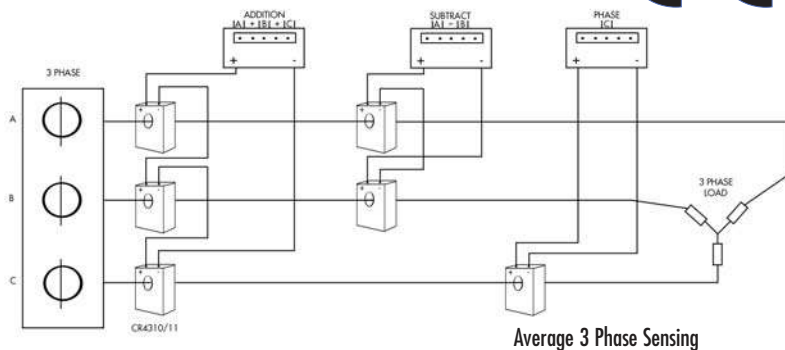 ADDITION
|A| + |B| + |C|
+ -
SUBTRACT
|A| - |B|
+ -
PHASE
|C|
+ -
3 PHASE
A
+ -
+ -
B
+ -
+ -
3 PHASE
LOAD
C
+ -
+ -
CR4310/11
Average 3 Phase Sensing